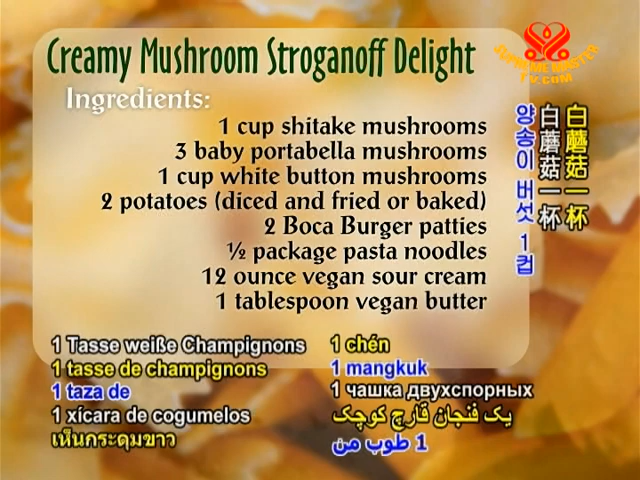 Creamy Mushroom Stroganoff Delight
SUPREME MASTER
TV.COM
Ingredients:
1 cup shitake mushrooms
3 baby portabella mushrooms
1 cup white button mushrooms
2 potatoes (diced and fried or baked)
2 Boca Burger patties
½ package pasta noodles
12 ounce vegan sour cream
1 tablespoon vegan butter
白蘑菇一杯
白蘑菇一杯
양송이 버섯 1컵
1 Tasse weiße Champignons
1 tasse de champignons
1 taza de
1 xícara de cogumelos
เห็นกระดุมขาว
1 chén
1 mangkuk
1 чашка двухспорных
یک فنجان قارچ کوچک
1 طوب من